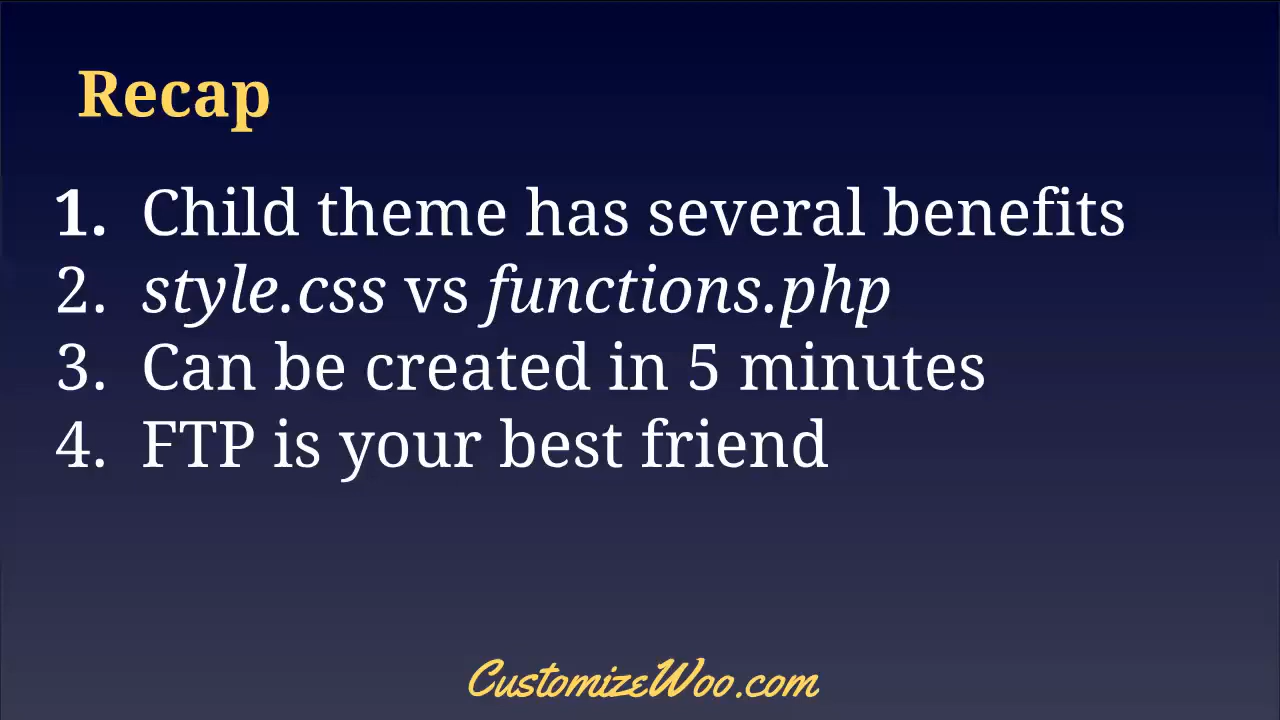 Recap
1. Child theme has several benefits
2. style.css vs functions.php
3. Can be created in 5 minutes
4. FTP is your best friend
CustomizeWoo.com